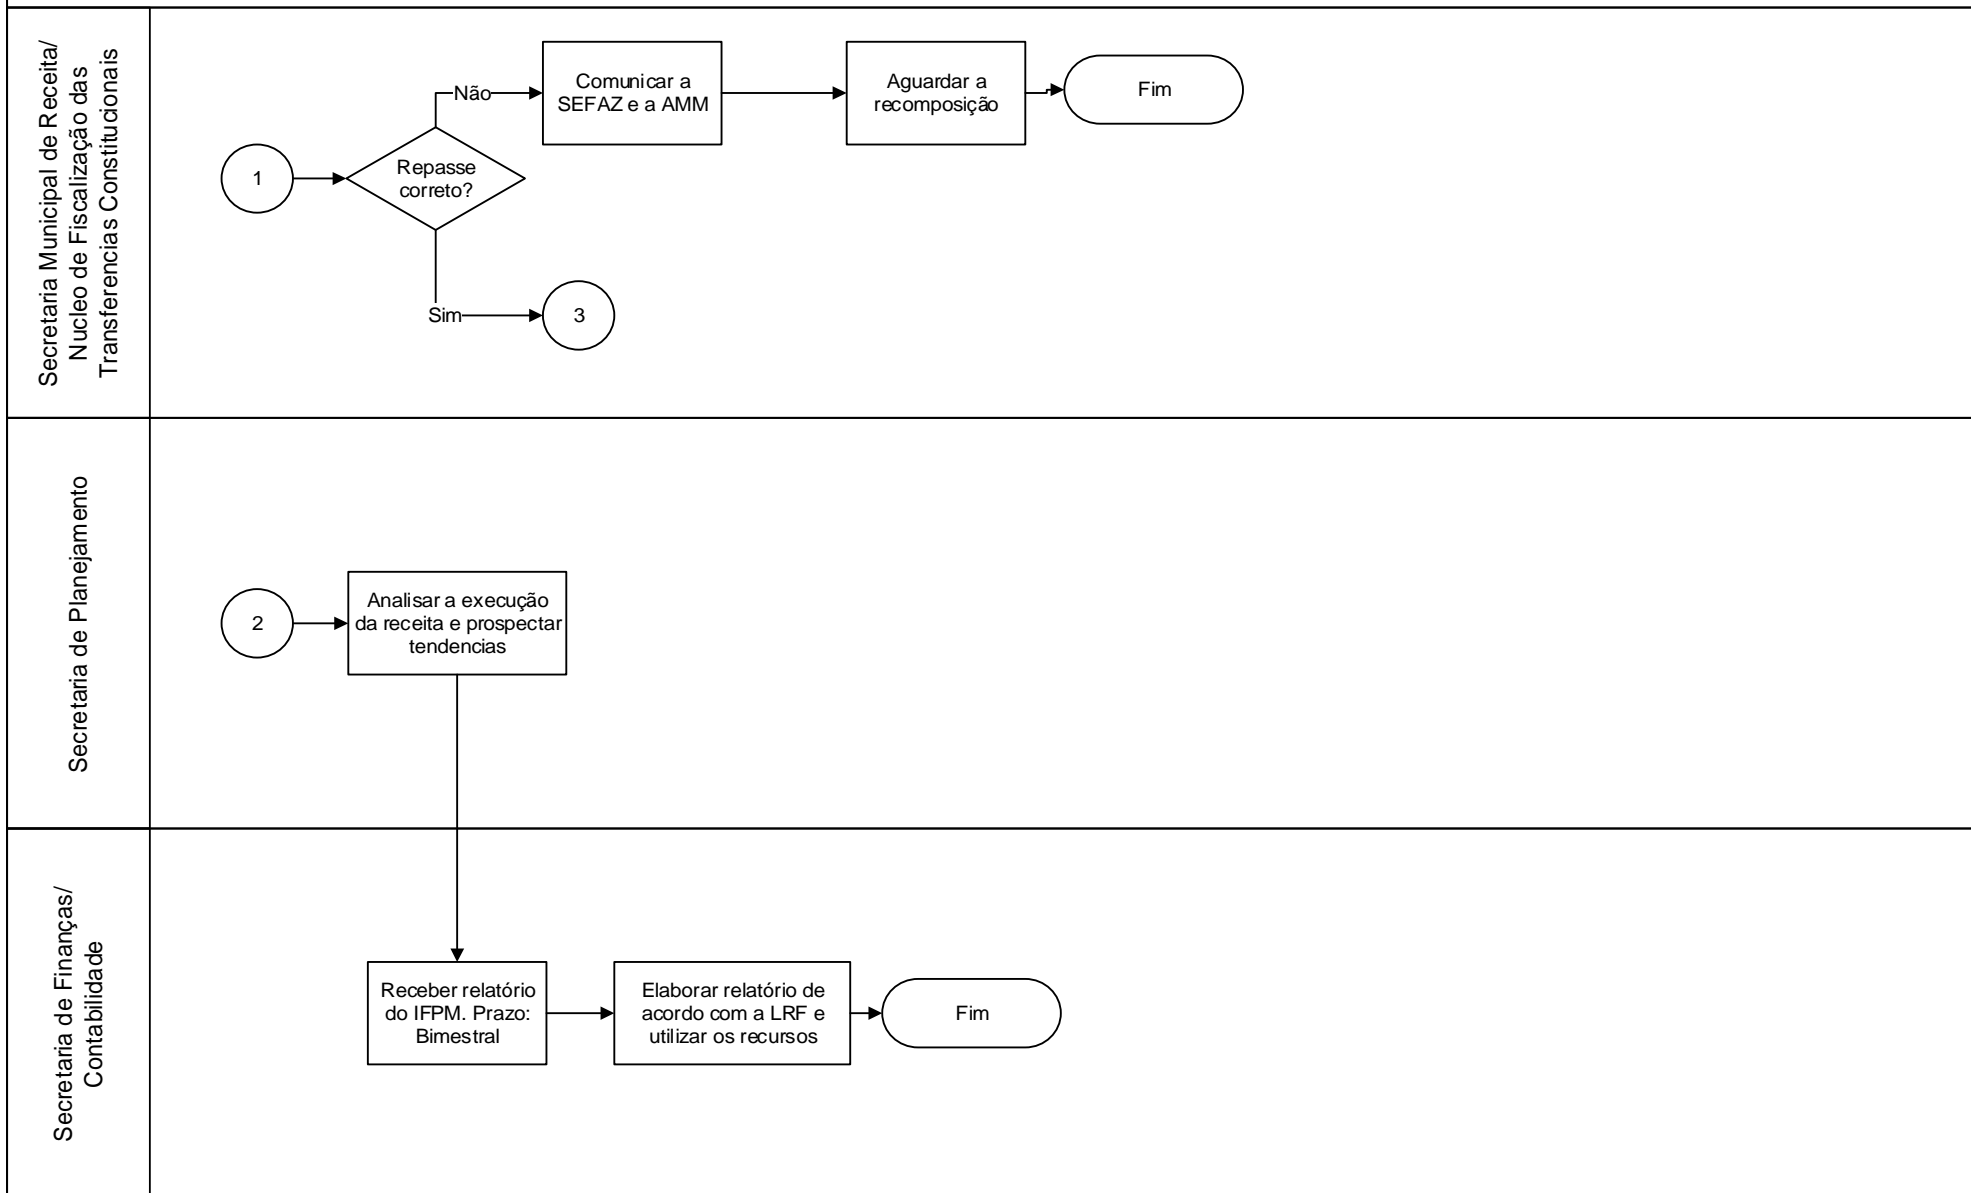 Secretaria Municipal de Receita/
Nucleo de Fiscalização das
Transferencias Constitucionais
1
Repasse
correto?
Não
Comunicar a
SEFAZ e a AMM
Aguardar a
recomposição
Fim
Sim
3
Secretaria de Planejamento
2
Analisar a execução
da receita e prospectar
tendencias
Secretaria de Finanças/
Contabilidade
Receber relatório
do IFPM. Prazo:
Bimestral
Elaborar relatório de
acordo com a LRF e
utilizar os recursos
Fim